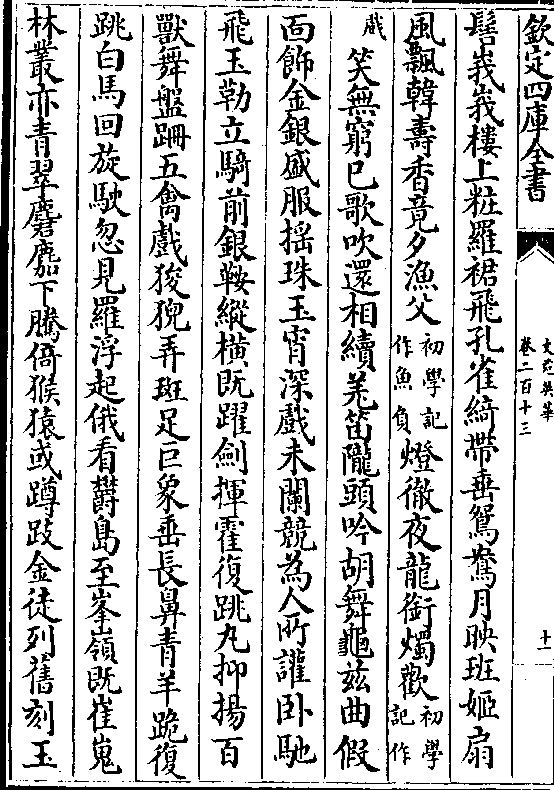 欽定四庫全書
文苑英華
卷二百十三
十一
髻峩峩樓上粧羅裙飛孔雀綺帶垂鴛鴦月映班姬扇
風飄韓壽香竟夕漁父初學記作魚負燈徹夜龍銜燭歡初學記作
戲笑無窮已歌吹還相續羌笛隴頭吟胡舞龜兹曲假
面飾金銀盛服揺珠玉宵深戲未闌競為人所讙卧馳
飛玉勒立騎前銀鞍縱橫既躍劍揮霍復跳丸抑揚百
獸舞盤跚五禽戲狻猊弄斑足巨象垂長鼻青羊跪復
跳白馬回旋駛忽見羅浮起俄看欝島至峯嶺既崔嵬
林叢亦青翠麏麚下騰倚猴猿或蹲跂金徒列舊刻玉